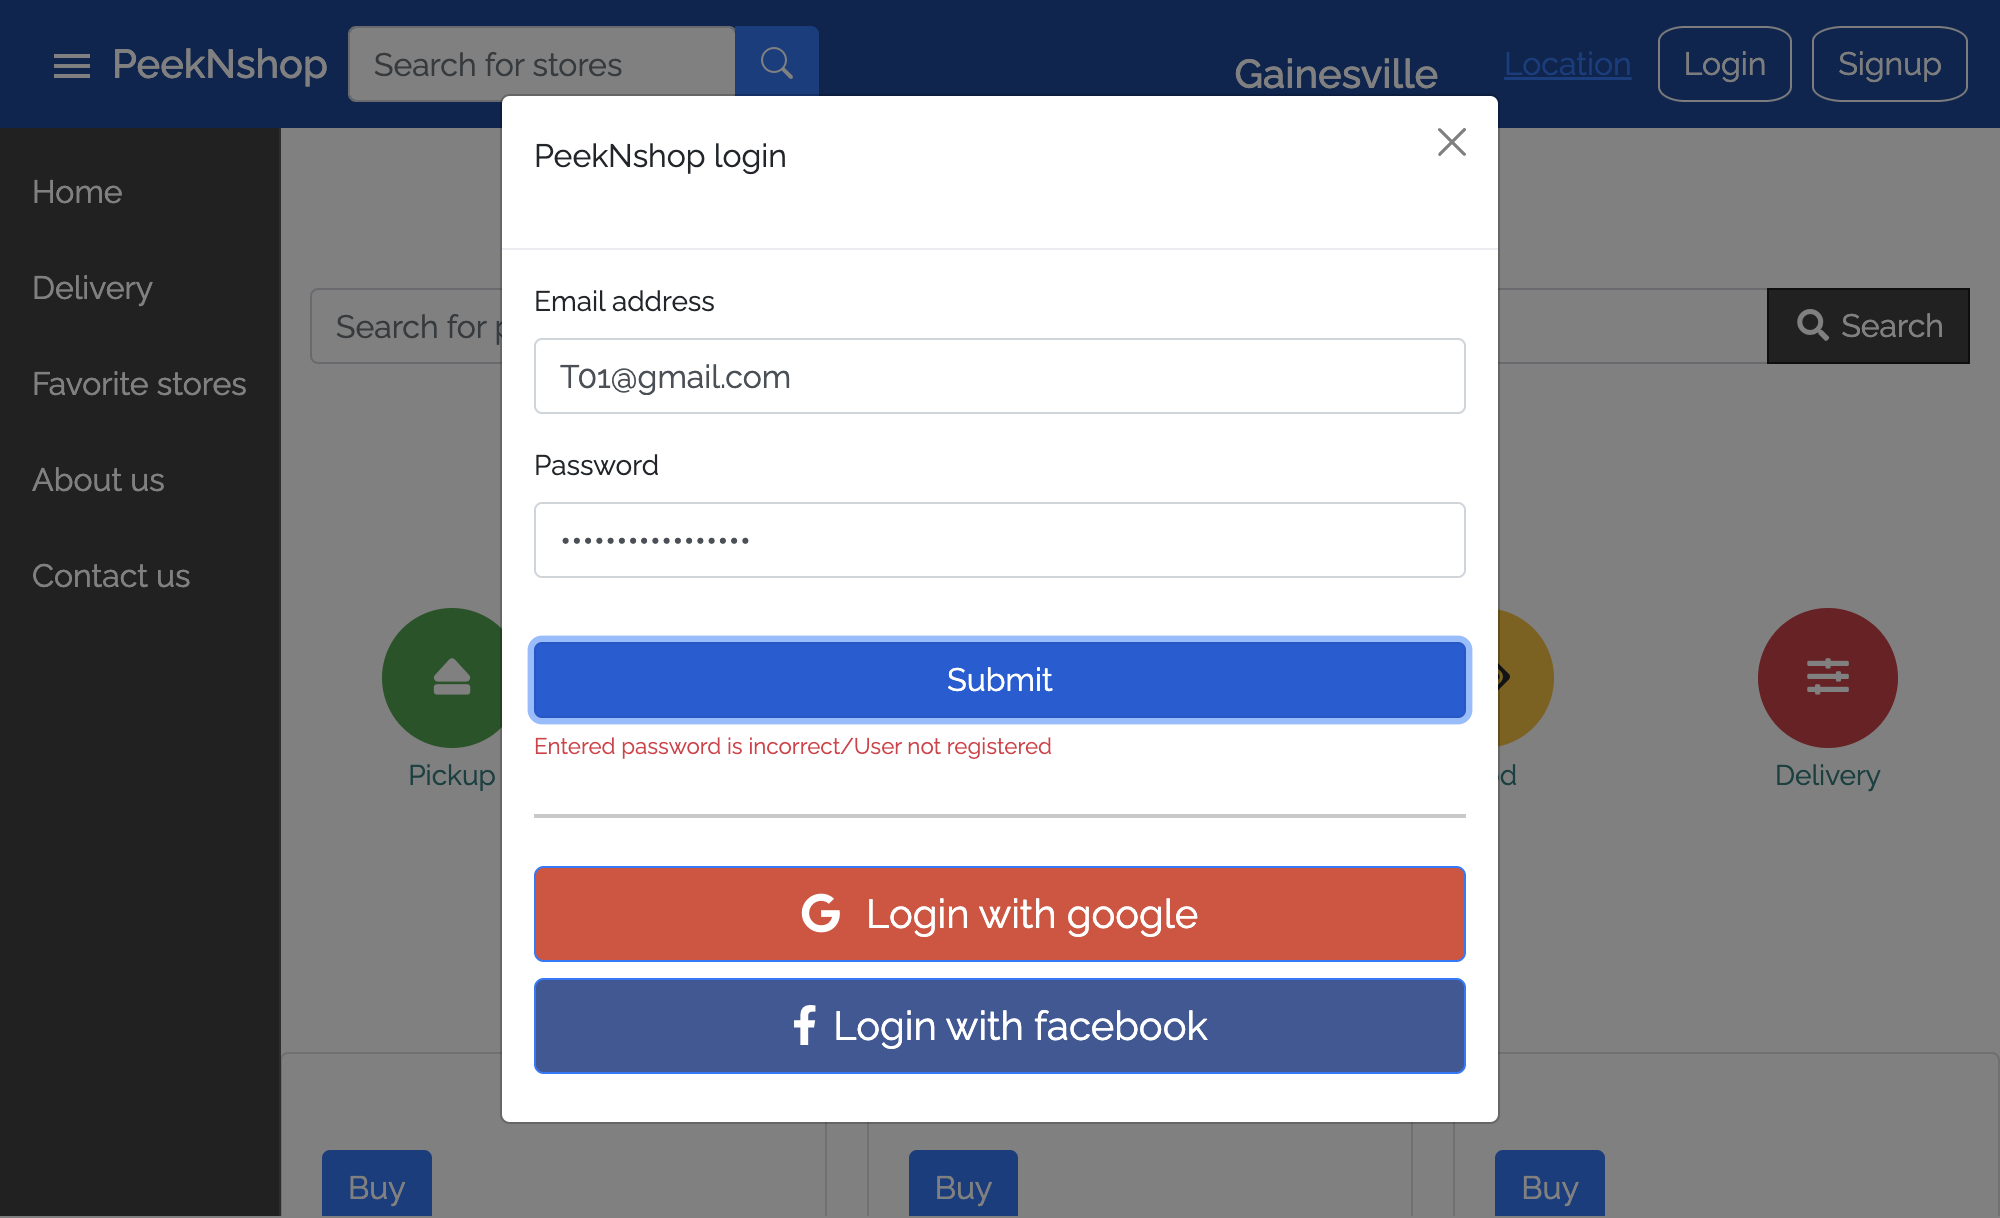 PeekNshop
Search for stores
Gainesville
Location
Login
Signup
Home
Delivery
Favorite stores
About us
Contact us
Search for
Search
PeekNshop login
Email address
T01@gmail.com
Password
•••••••••••••••••
Submit
Entered password is incorrect/User not registered
Login with google
Login with facebook
Pickup
Delivery
Buy
Buy
Buy